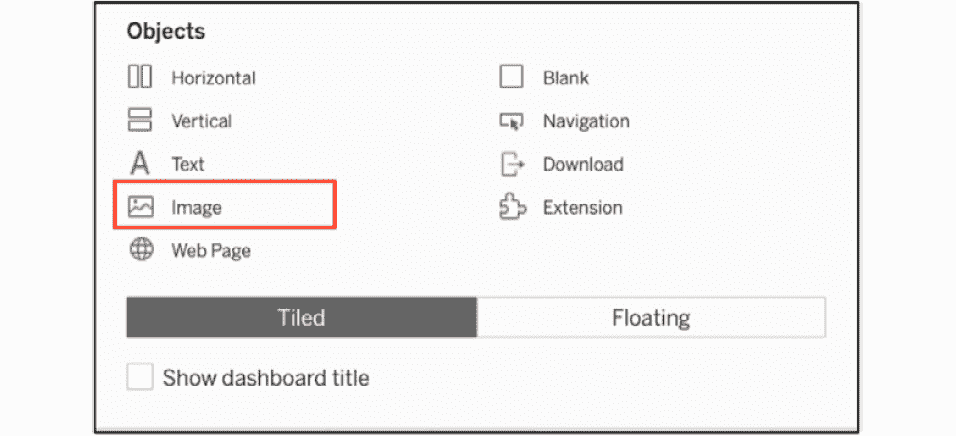 Objects
Horizontal
Blank
Vertical
Navigation
Text
Download
Image
Extension
Web Page
Tiled
Floating
Show dashboard title